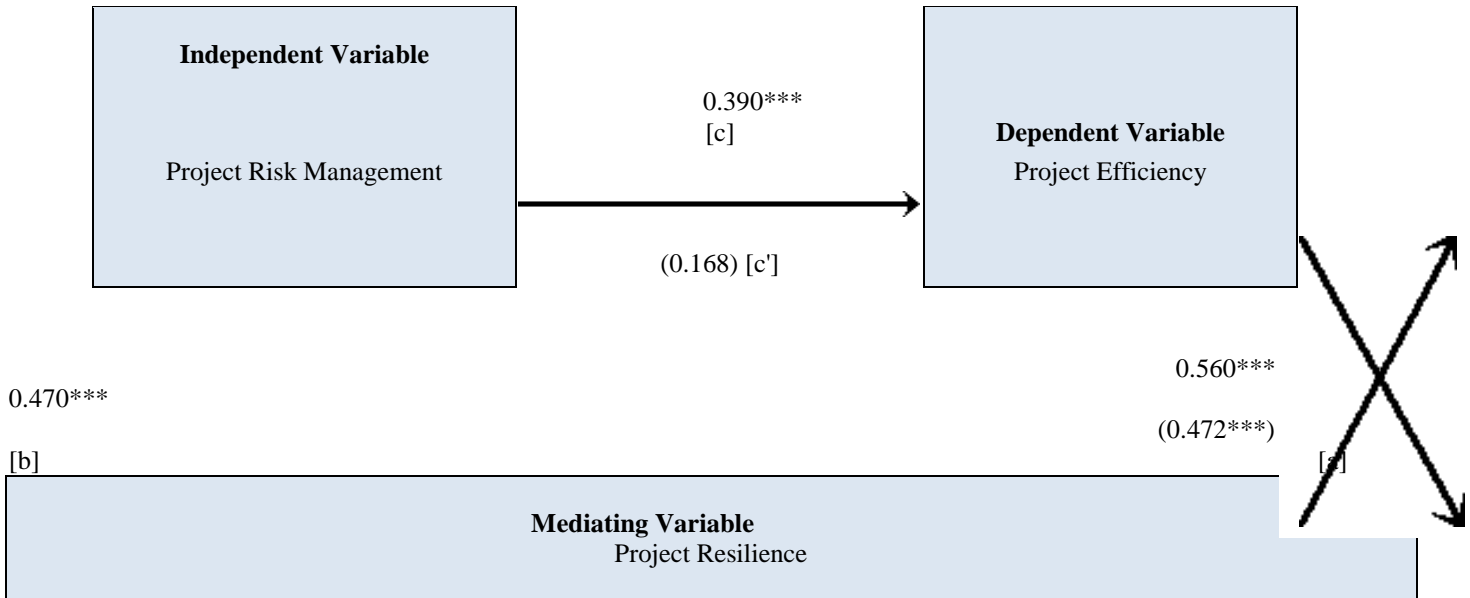 Independent Variable
Project Risk Management
0.390***
[c]
(0.168) [c']
Dependent Variable
Project Efficiency
0.470***
[b]
0.560***
(0.472***)
[a]
Mediating Variable
Project Resilience